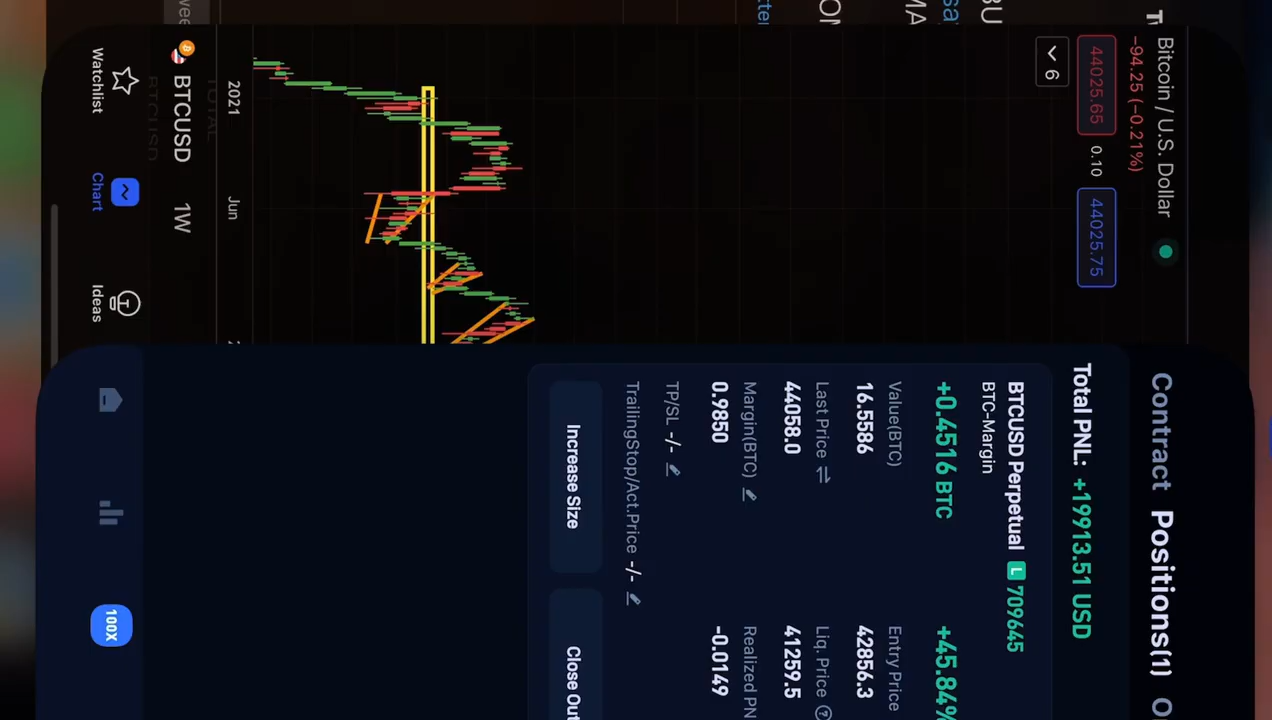 Bitcoin / U.S. Dollar
−94.25 (−0.21%)
44025.65
0.10
44025.75
6
2021
Jun
BTCUSD
1W
TOTAL
BTCUSD
Watchlist
Chart
Ideas
Contract
Positions(1)
O
Total PNL: +19913.51 USD
BTCUSD Perpetual L 709645
BTC-Margin
+0.4516 BTC
+45.84%
Value(BTC)
Entry Price
16.5586
42856.3
Last Price
Liq. Price
44058.0
41259.5
Margin(BTC)
Realized PN
0.9850
-0.0149
TP/SL -/-
TrailingStop/Act.Price -/-
Increase Size
Close Out
100X